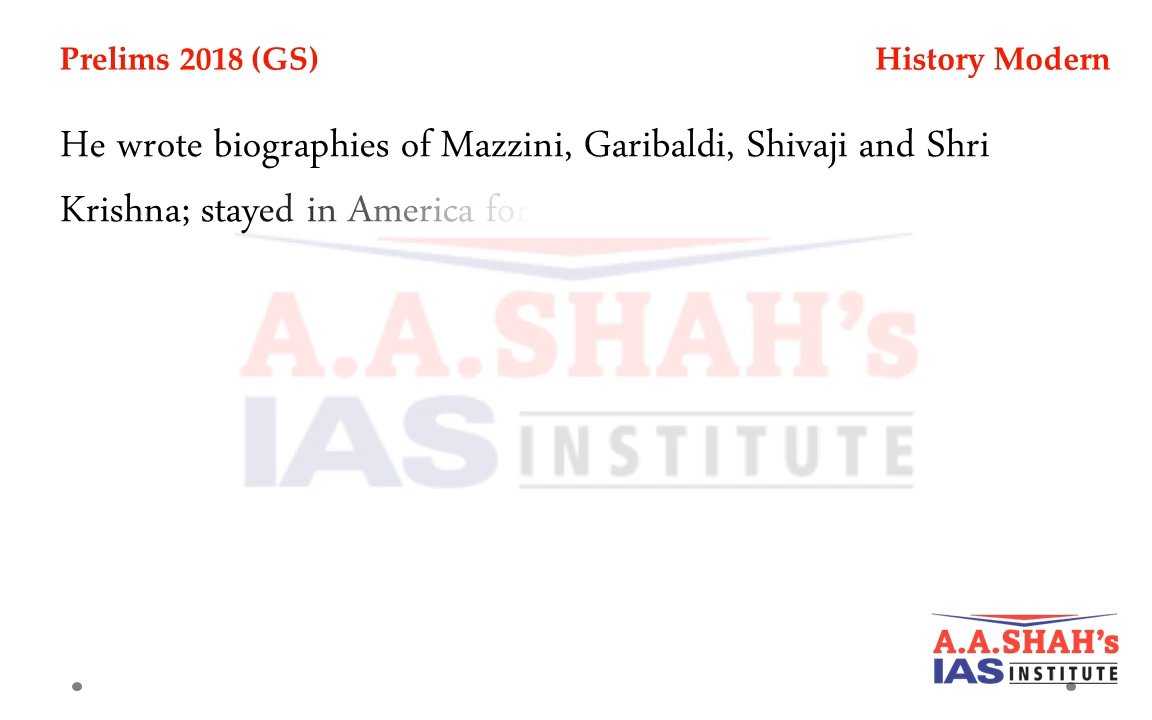 Prelims 2018 (GS) History Modern
He wrote biographies of Mazzini, Garibaldi, Shivaji and Shri
Krishna; stayed in America for
A.A.SHAH's
IAS INSTITUTE
A.A.SHAH's
IAS INSTITUTE